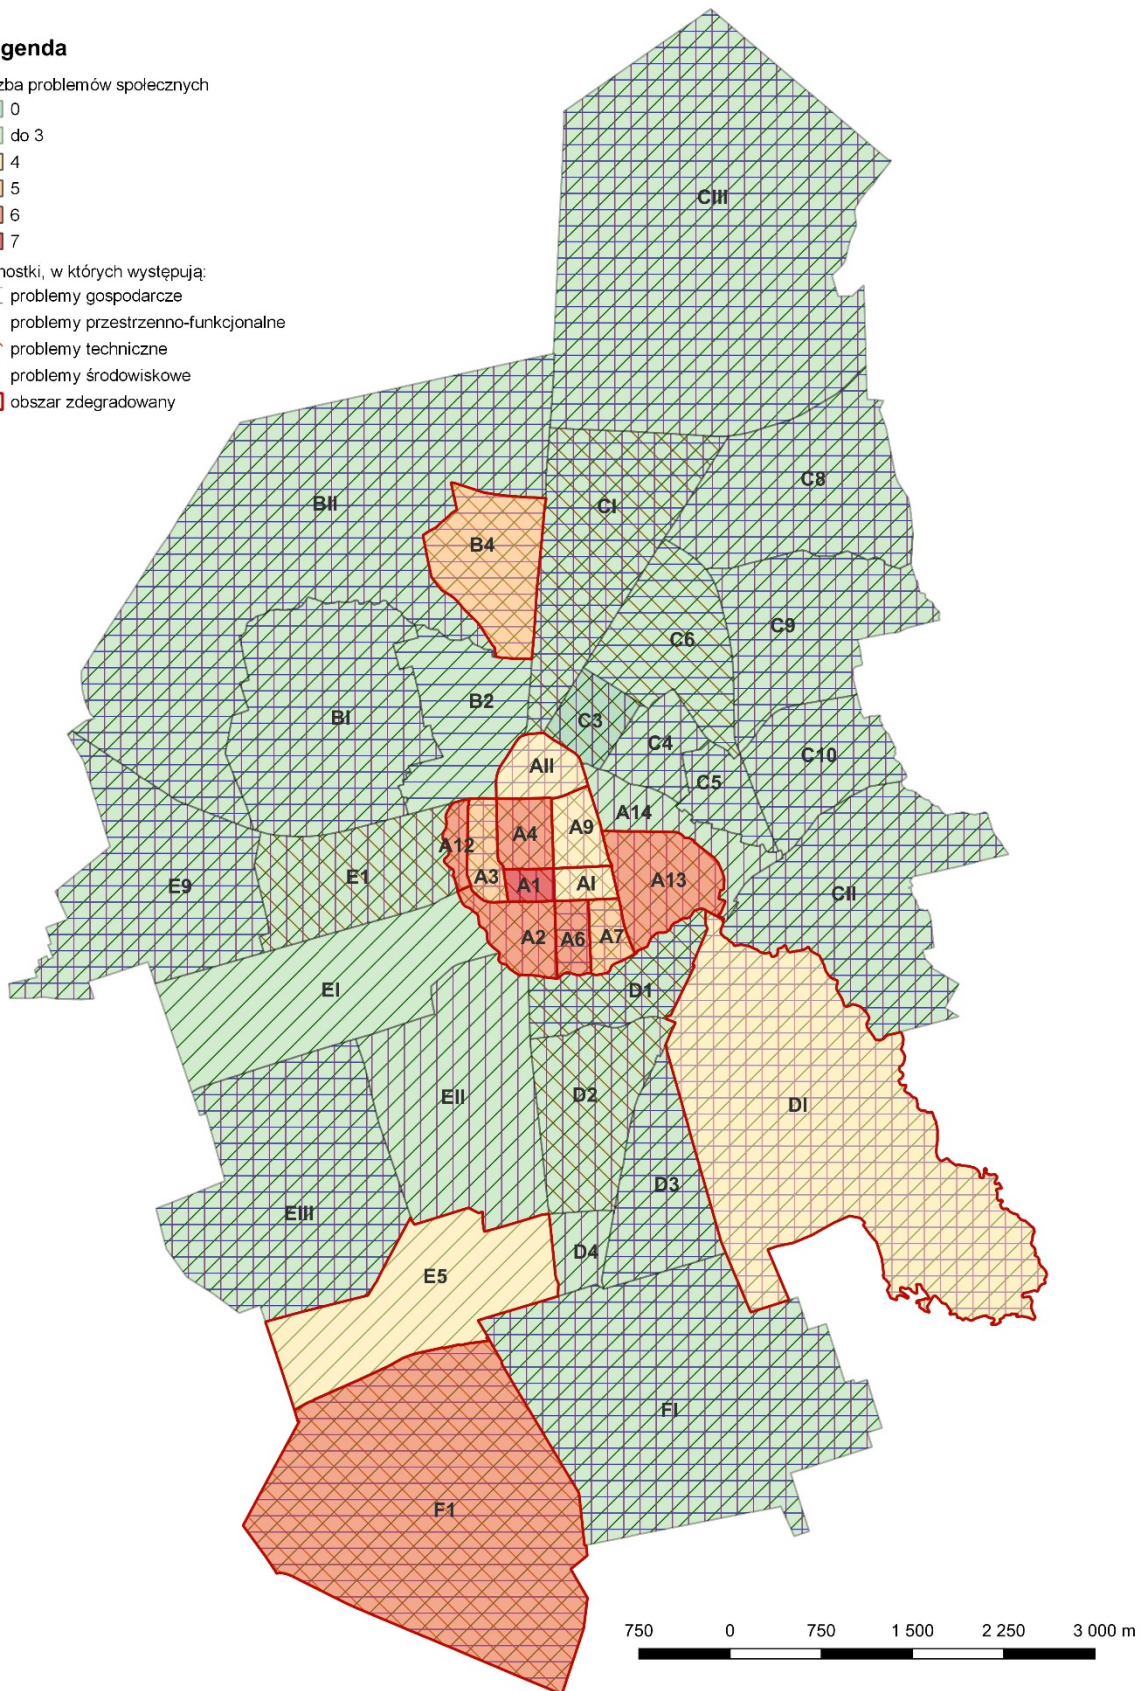 genda
zba problemów społecznych
0
do 3
4
5
6
7
nostki, w których występują:
problemy gospodarcze
problemy przestrzenno-funkcjonalne
problemy techniczne
problemy środowiskowe
obszar zdegradowany
CIII
C8
BII
CI
B4
C9
C6
B2
BI
C3
C4
C10
AII
C5
A14
A9
A4
A12
E1
A3
A1
AI
A13
E9
CII
A2
A6
A7
EI
D1
EII
D2
DI
D3
EIII
D4
E5
FI
F1
750 0 750 1 500 2 250 3 000 m